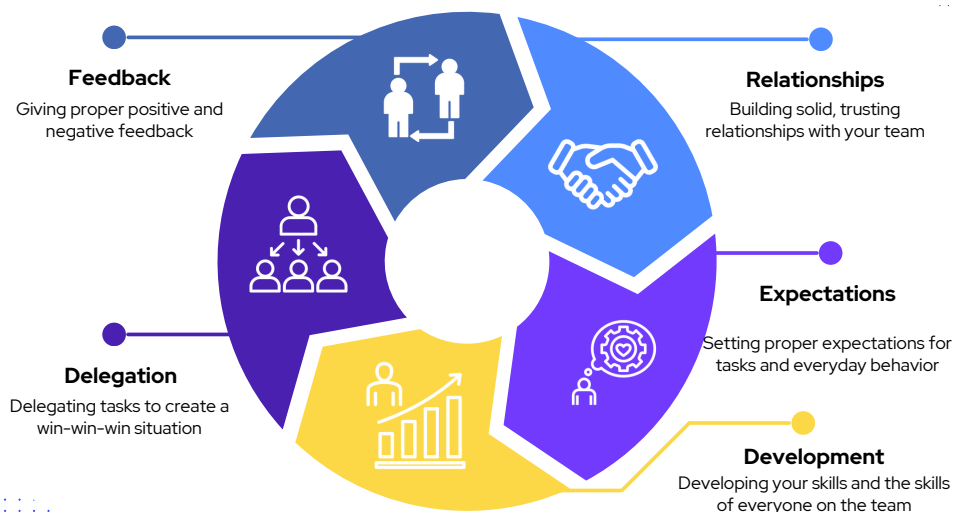 Feedback
Giving proper positive and
negative feedback
Relationships
Building solid, trusting
relationships with your team
Expectations
Setting proper expectations for
tasks and everyday behavior
Delegation
Delegating tasks to create a
win-win-win situation
Development
Developing your skills and the skills
of everyone on the team